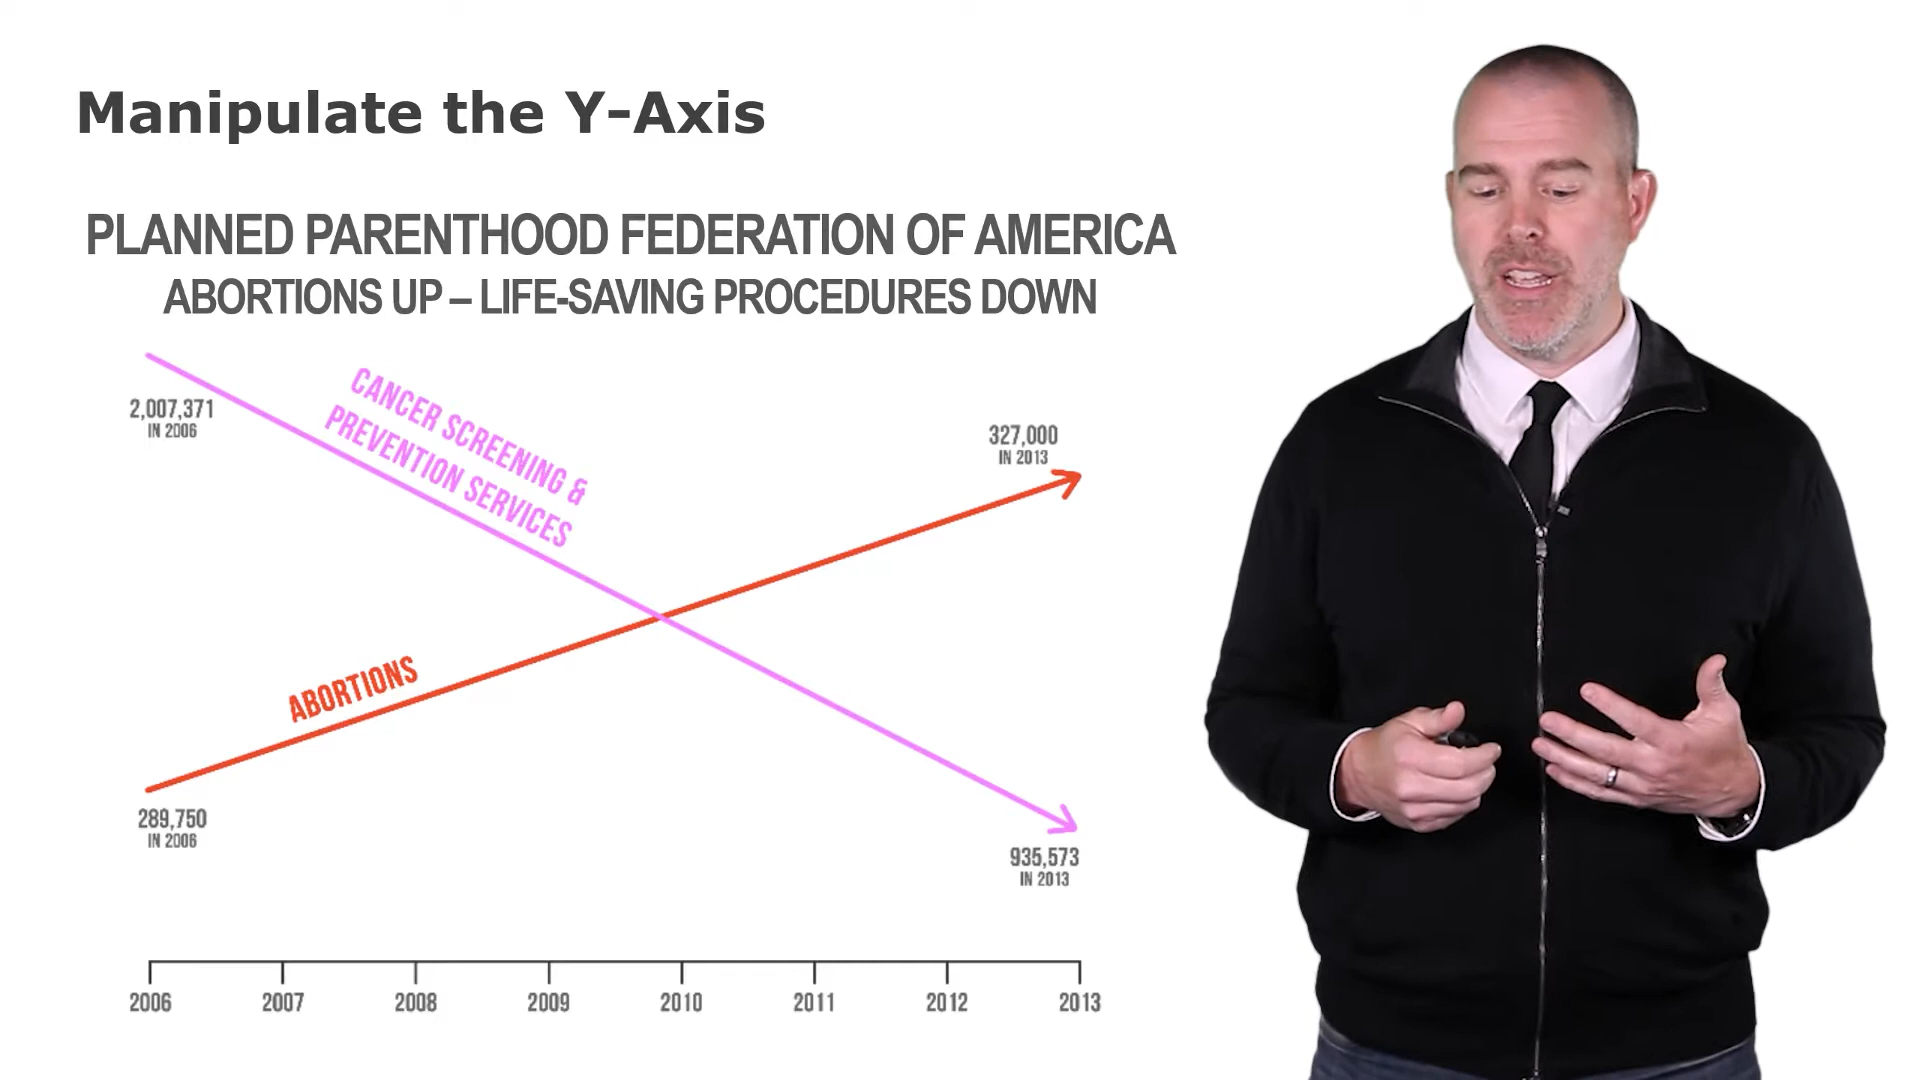 Manipulate the Y-Axis
PLANNED PARENTHOOD FEDERATION OF AMERICA
ABORTIONS UP – LIFE-SAVING PROCEDURES DOWN
2,007,371
IN 2006
CANCER SCREENING &
PREVENTION SERVICES
327,000
IN 2013
ABORTIONS
289,750
IN 2006
935,573
IN 2013
2006 2007 2008 2009 2010 2011 2012 2013